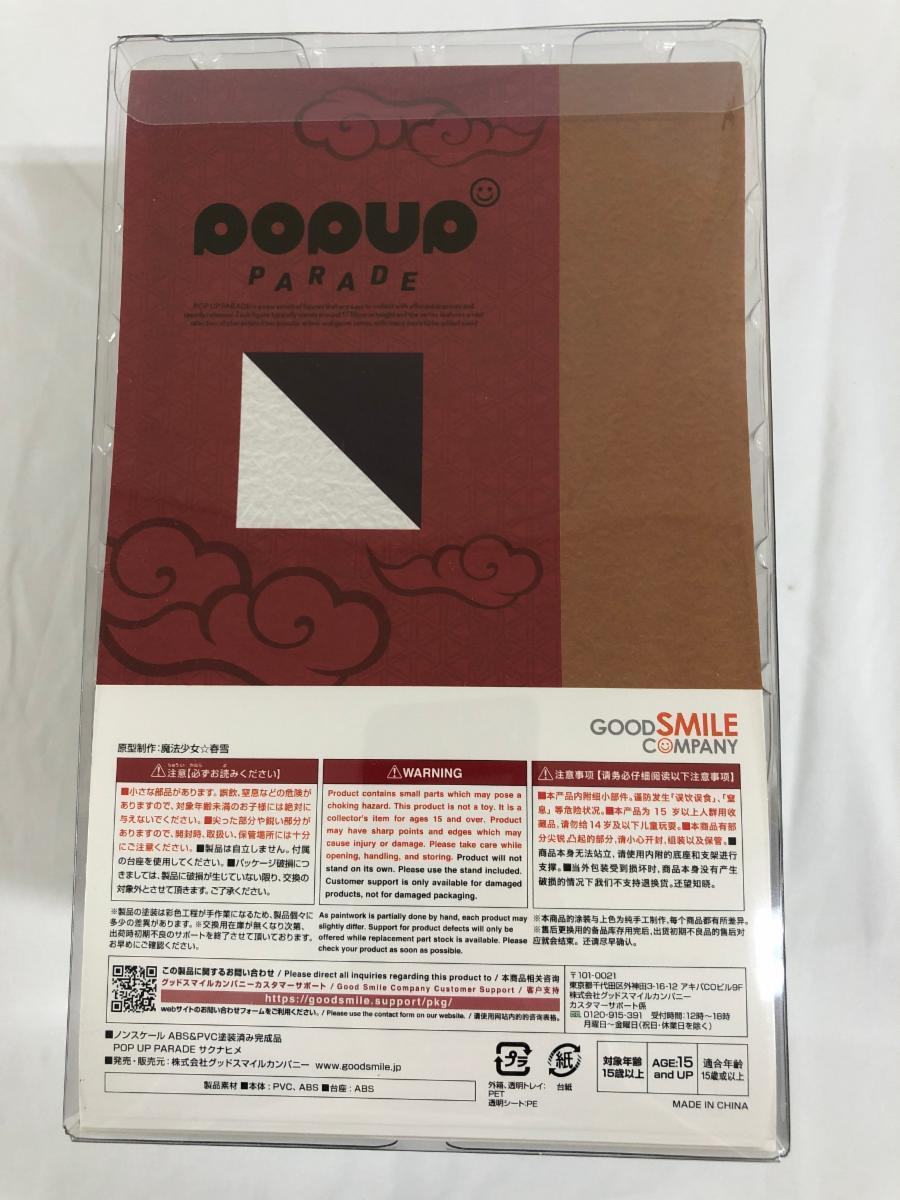 POPUP
PARADE
POP UP PARADE is a new series of figures that are easy to collect with affordable prices and
GOOD SMILE
COMPANY
原型制作：魔法少女☆春雪
⚠注意【必ずお読みください】
■小さな部品があります。誤飲、窒息などの危険が
ありますので、対象年齢未満のお子様には絶対に
与えないでください。■尖った部分や鋭い部分が
ありますので、開封時、取扱い、保管場所には十分
にご注意ください。■製品は自立しません。付属
の台座を使用してください。■パッケージ破損につ
きましては、製品に破損が生じていない限り、交換の
対象外とさせて頂きます。ご了承ください。
⚠WARNING
Product contains small parts which may pose a
choking hazard. This product is not a toy. It is a
collector's item for ages 15 and over. Product
may have sharp points and edges which may
cause injury or damage. Please take care while
opening, handling, and storing. Product will not
stand on its own. Please use the stand included.
Customer support is only available for damaged
products, not for damaged packaging.
⚠注意事项【请务必仔细阅读以下注意事项】
■本产品内附细小部件。谨防发生「误饮误食」、「窒
息」等危险状况。■本产品为 15 岁以上人群用收
藏品，请勿给 14 岁及以下儿童玩耍。■本商品有部
分尖锐凸起的部分，请小心开封，组装以及保管。■
商品本身无法站立，请使用内附的底座和支架进行
支撑。■当外包装受到损坏时，商品本身没有产生
破损的情况下我们不支持退换货。还望知晓。
※製品の塗装は彩色工程が手作業になるため、製品個々に
多少の差異があります。※交換用在庫が無くなり次第、
出荷時初期不良のサポートを終了させて頂いております。
お早めにご確認ください。
As paintwork is partially done by hand, each product may
slightly differ. Support for product defects will only be
offered while replacement part stock is available. Please
check your product as soon as possible.
※本商品的涂装与上色为纯手工制作，每个商品都有所差异。
※售后更换用的备品库存用完后，出货初期不良品的售后对
应就会结束。 还请尽早确认。
この製品に関するお問い合わせ / Please direct all inquiries regarding this product to / 本商品相关咨询
グッドスマイルカンパニーカスタマーサポート / Good Smile Company Customer Support / 客户支持
https://goodsmile.support/pkg/
webサイトのお問い合わせフォームをご利用ください。/ Please use the contact form on our website. / 请使用网站内的的咨询表格。
〒101-0021
東京都千代田区外神田3-16-12 アキバCOビル9F
株式会社グッドスマイルカンパニー
カスタマーサポート係
0120-915-391 受付時間：12時〜18時
月曜日〜金曜日(祝日・休業日を除く)
■ノンスケール ABS&PVC塗装済み完成品
POP UP PARADE サクナヒメ
■発売・販売元：株式会社グッドスマイルカンパニー www.goodsmile.jp
製品素材 ■本体：PVC、ABS ■台座：ABS
プラ
外箱、透明トレイ：
PET
透明シート：PE
紙
台紙
対象年齢
15歳以上
AGE:15
and UP
適合年齢
15歳或以上
MADE IN CHINA